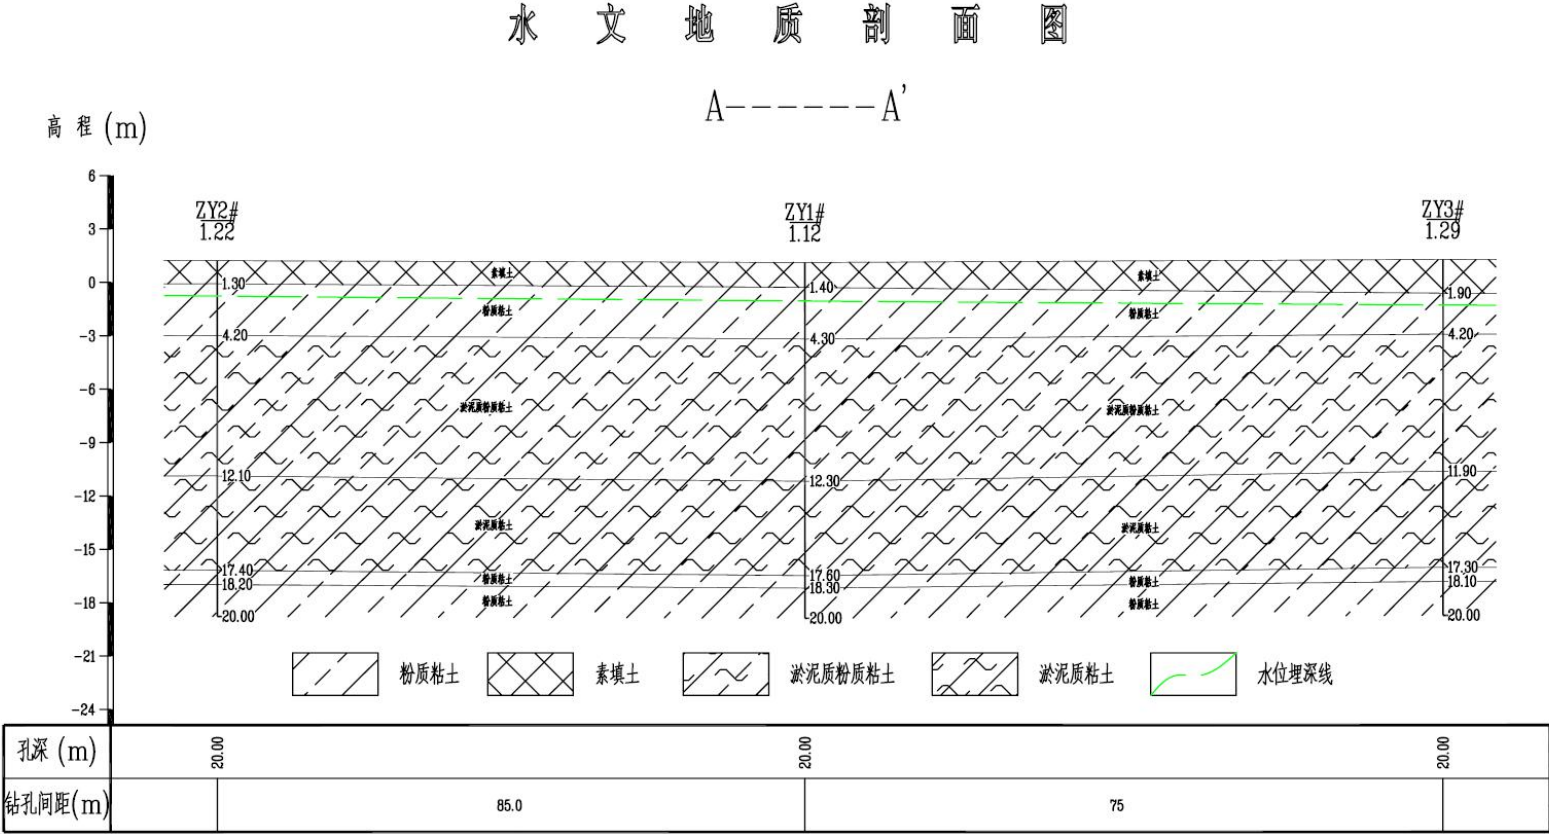 水文地质剖面图
A------A'
高程(m)
6
3
0
-3
-6
-9
-12
-15
-18
-21
-24
ZY2#
1.22
ZY1#
1.12
ZY3#
1.29
素填土
素填土
1.30
1.40
1.90
粉质粘土
粉质粘土
4.20
4.30
4.20
淤泥质粉质粘土
淤泥质粉质粘土
12.10
12.30
11.90
淤泥质粘土
淤泥质粘土
17.40
17.60
17.30
粉质粘土
粉质粘土
18.20
18.30
18.10
粉质粘土
粉质粘土
20.00
20.00
20.00
粉质粘土 素填土 淤泥质粉质粘土 淤泥质粘土 水位埋深线
孔深(m) 20.00 20.00 20.00
钻孔间距(m) 85.0 75